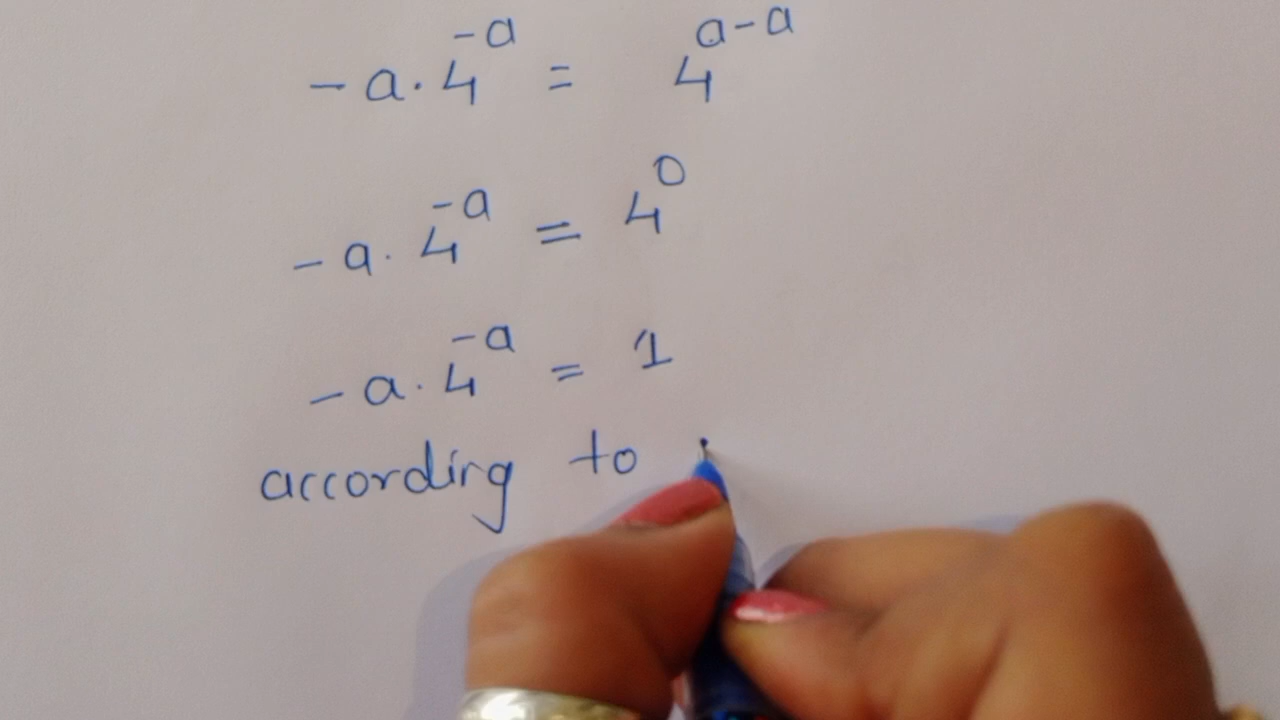 -a·4^{-a} = 4^{a-a}
-a·4^{-a} = 4^0
-a·4^{-a} = 1
according to